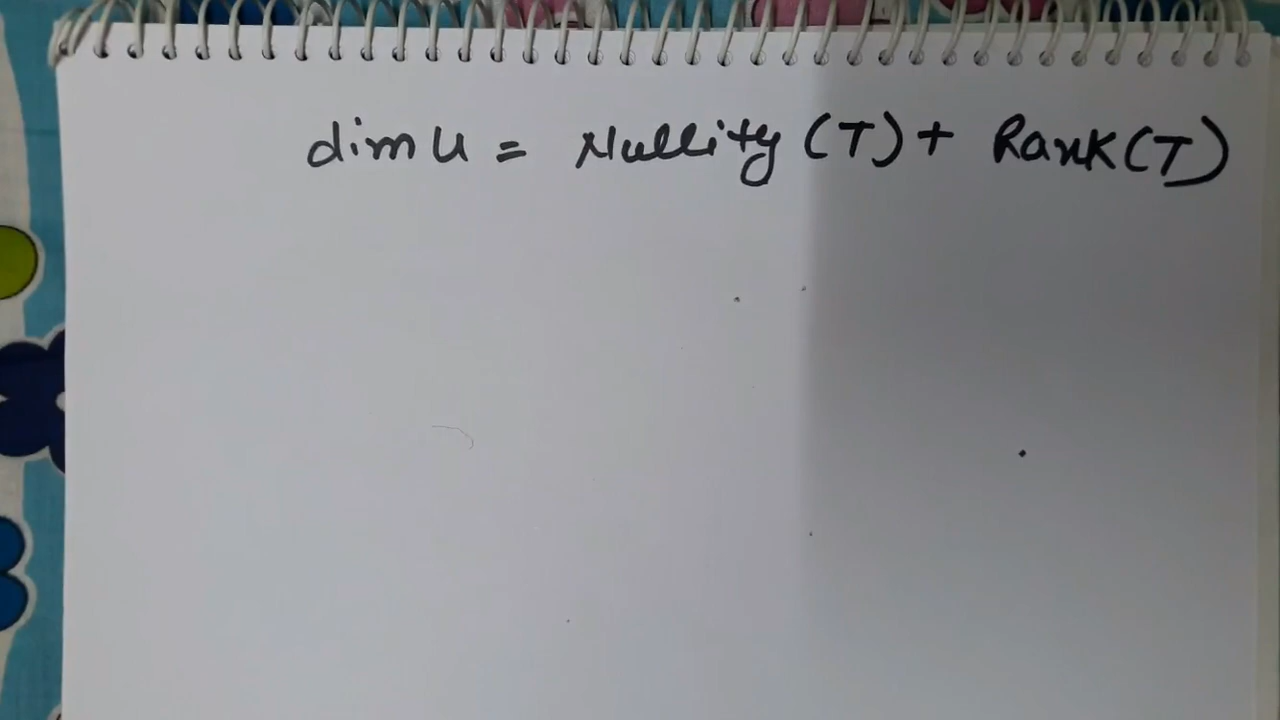 dim U = Nullity (T) + Rank (T)